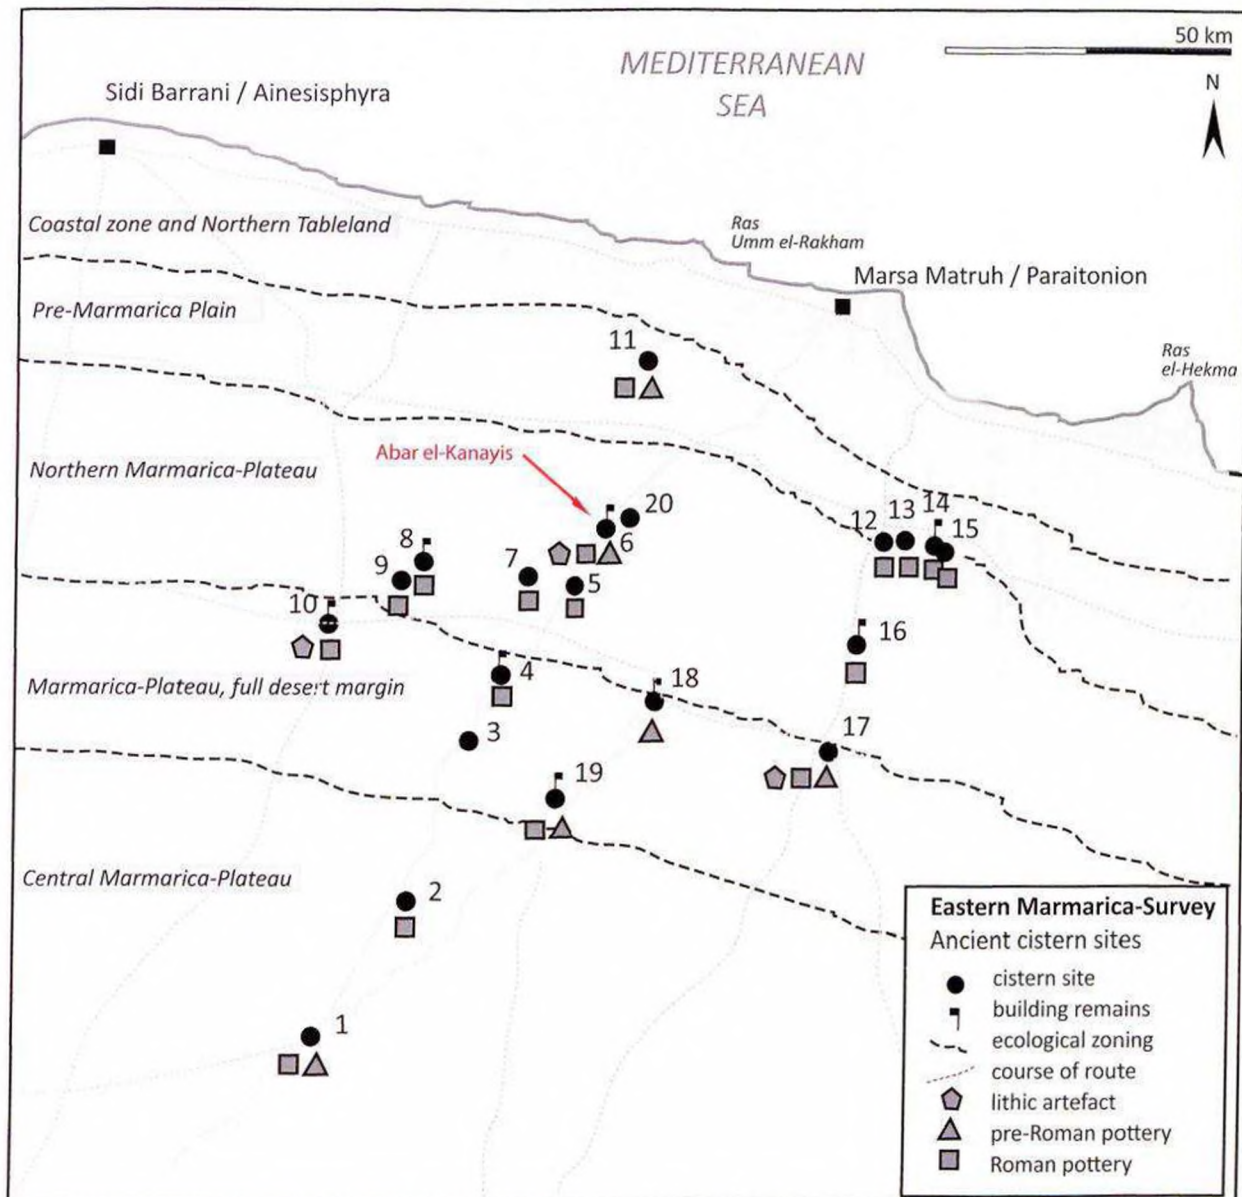 50 km
N
MEDITERRANEAN
SEA
Sidi Barrani / Ainesisphyra
Coastal zone and Northern Tableland
Ras
Umm el-Rakham
Marsa Matruh / Paraitonion
Pre-Marmarica Plain
11
Ras
el-Hekma
Abar el-Kanayis
Northern Marmarica-Plateau
20
12
13
14
15
6
8
7
9
5
10
16
4
18
Marmarica-Plateau, full desert margin
3
17
19
Central Marmarica-Plateau
2
1
Eastern Marmarica-Survey
Ancient cistern sites
cistern site
building remains
ecological zoning
course of route
lithic artefact
pre-Roman pottery
Roman pottery